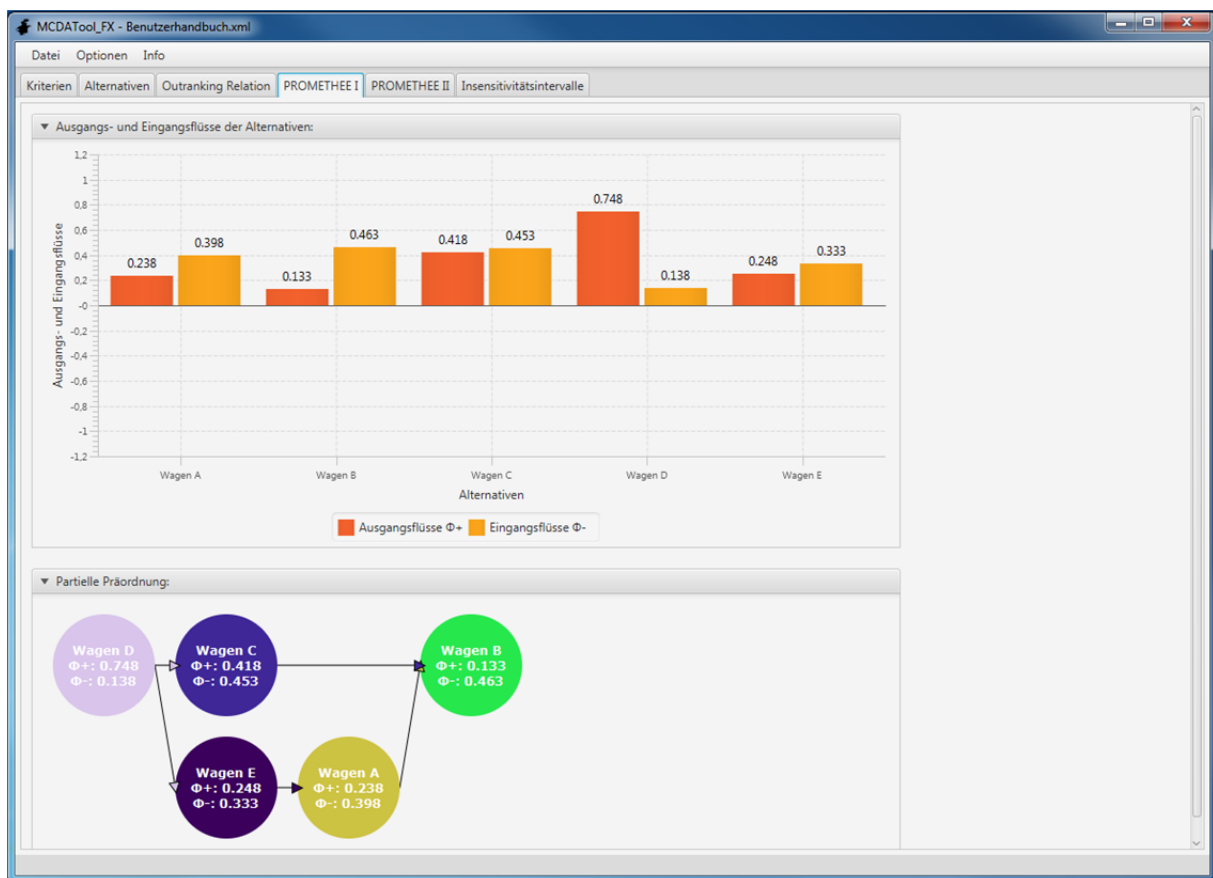 MCDATool_FX - Benutzerhandbuch.xml
Datei Optionen Info
Kriterien Alternativen Outranking Relation PROMETHEE I PROMETHEE II Insensitivitätsintervalle
Ausgangs- und Eingangsflüsse der Alternativen:
Ausgangs- und Eingangsflüsse
1,2
1
0,8
0,6
0,4
0,2
-0
-0,2
-0,4
-0,6
-0,8
-1
-1,2
0.238
0.398
0.133
0.463
0.418
0.453
0.748
0.138
0.248
0.333
Wagen A Wagen B Wagen C Wagen D Wagen E
Alternativen
Ausgangsflüsse Φ+ Eingangsflüsse Φ-
Partielle Präordnung:
Wagen D
Φ+: 0.748
Φ-: 0.138
Wagen C
Φ+: 0.418
Φ-: 0.453
Wagen B
Φ+: 0.133
Φ-: 0.463
Wagen E
Φ+: 0.248
Φ-: 0.333
Wagen A
Φ+: 0.238
Φ-: 0.398